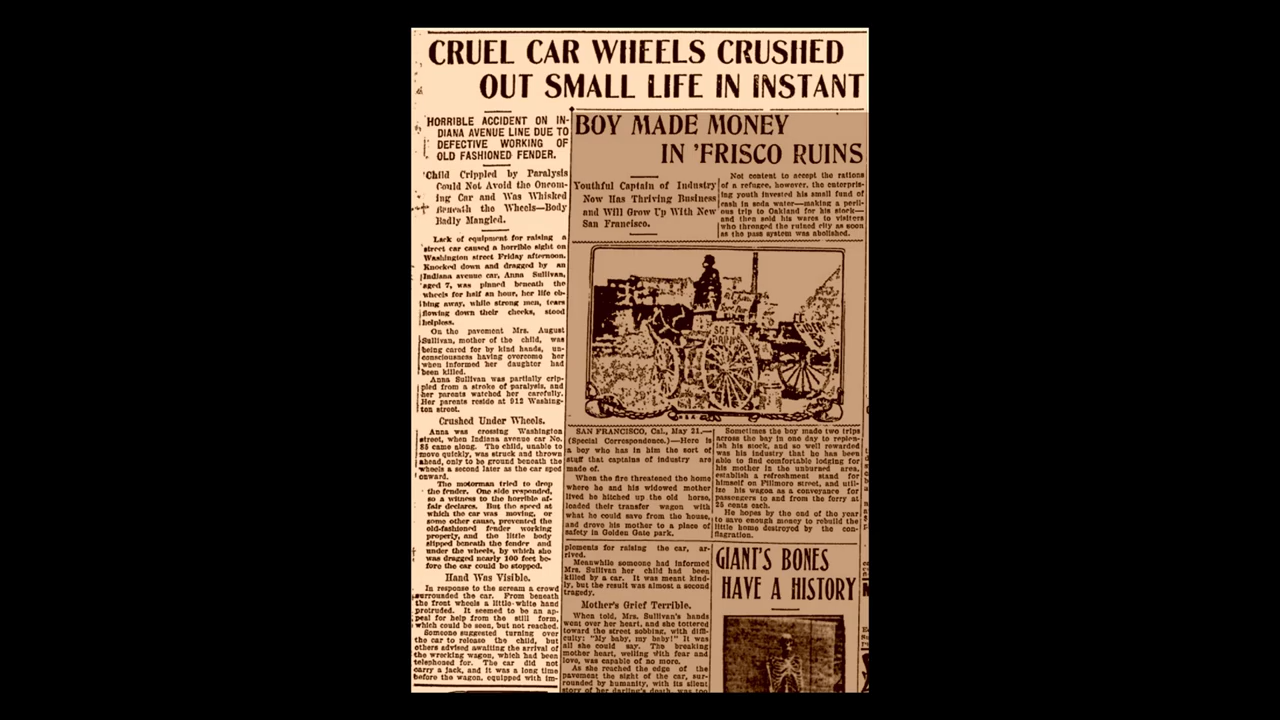 CRUEL CAR WHEELS CRUSHED
OUT SMALL LIFE IN INSTANT
HORRIBLE ACCIDENT ON IN-
DIANA AVENUE LINE DUE TO
DEFECTIVE WORKING OF
OLD FASHIONED FENDER.
Child Crippled by Paralysis
Could Not Avoid the Oncom-
ing Car and Was Whisked
Beneath the Wheels—Body
Badly Mangled.
Lack of equipment for raising a
street car caused a horrible sight on
Washington street Friday afternoon.
Knocked down and dragged by an
Indiana avenue car, Anna Sullivan,
aged 7, was pinned beneath the
wheels for half an hour, her life eb-
bing away, while strong men, tears
flowing down their cheeks, stood
helpless.
On the pavement Mrs. August
Sullivan, mother of the child, was
being cared for by kind hands, un-
consciousness having overcome her
when informed her daughter had
been killed.
Anna Sullivan was partially crip-
pled from a stroke of paralysis, and
her parents watched her carefully.
Her parents reside at 912 Washing-
ton street.
Crushed Under Wheels.
Anna was crossing Washington
street, when Indiana avenue car No.
85 came along. The child, unable to
move quickly, was struck and thrown
ahead, only to be ground beneath the
wheels a second later as the car sped
onward.
The motorman tried to drop
the fender. One side responded,
so a witness to the horrible af-
fair declares. But the speed at
which the car was moving, or
some other cause, prevented the
old-fashioned fender working
properly, and the little body
slipped beneath the fender and
under the wheels, by which she
was dragged nearly 100 feet be-
fore the car could be stopped.
Hand Was Visible.
In response to the scream a crowd
surrounded the car. From beneath
the front wheels a little white hand
protruded. It seemed to be an ap-
peal for help from the still form,
which could be seen, but not reached.
Someone suggested turning over
the car to release the child, but
others advised awaiting the arrival of
the wrecking wagon, which had been
telephoned for. The car did not
carry a jack, and it was a long time
before the wagon, equipped with im-
BOY MADE MONEY
IN 'FRISCO RUINS
Youthful Captain of Industry
Now Has Thriving Business
and Will Grow Up With New
San Francisco.
Not content to accept the rations
of a refugee, however, the enterpris-
ing youth invested his small fund of
cash in soda water—making a peril-
ous trip to Oakland for his stock—
and then sold his wares to visitors
who thronged the ruined city as soon
as the pass system was abolished.
SOFT
DRINKS
CIDER
SAN FRANCISCO, Cal., May 21.—
(Special Correspondence.)—Here is
a boy who has in him the sort of
stuff that captains of industry are
made of.
When the fire threatened the home
where he and his widowed mother
lived he hitched up the old horse,
loaded their transfer wagon with
what he could save from the house,
and drove his mother to a place of
safety in Golden Gate park.
Sometimes the boy made two trips
across the bay in one day to replen-
ish his stock, and so well rewarded
was his industry that he has been
able to find comfortable lodging for
his mother in the unburned area,
establish a refreshment stand for
himself on Fillmore street, and util-
ize his wagon as a conveyance for
passengers to and from the ferry at
25 cents each.
He hopes by the end of the year
to save enough money to rebuild the
little home destroyed by the con-
flagration.
plements for raising the car, ar-
rived.
Meanwhile someone had informed
Mrs. Sullivan her child had been
killed by a car. It was meant kind-
ly, but the result was almost a second
tragedy.
Mother's Grief Terrible.
When told, Mrs. Sullivan's hands
went over her heart, and she tottered
toward the street sobbing, with diffi-
culty: "My baby, my baby!" It was
all she could say. The breaking
mother heart, welling with fear and
love, was capable of no more.
As she reached the edge of the
pavement the sight of the car, sur-
rounded by humanity, with its silent
story of her darling's death, was too
GIANT'S BONES
HAVE A HISTORY